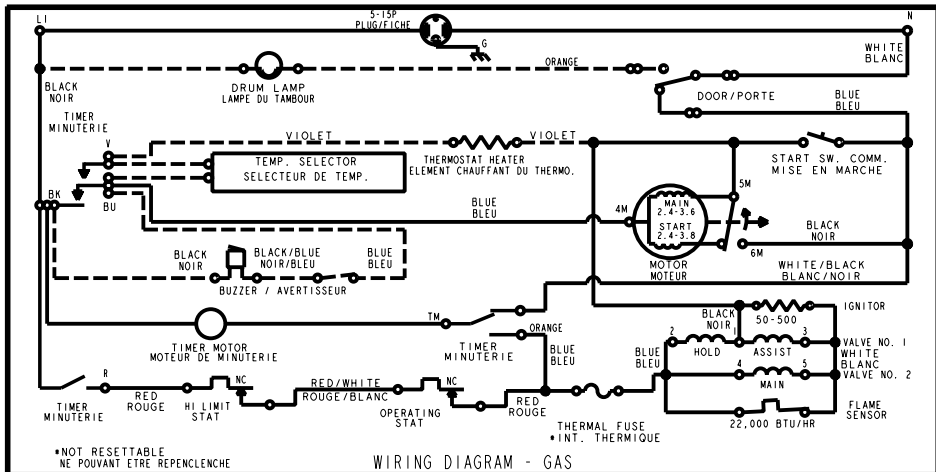 L1
5-15P
PLUG/FICHE
N
G
WHITE
BLANC
ORANGE
DRUM LAMP
LAMPE DU TAMBOUR
BLACK
NOIR
DOOR/PORTE
BLUE
BLEU
TIMER
MINUTERIE
V
VIOLET
VIOLET
TEMP. SELECTOR
SELECTEUR DE TEMP.
THERMOSTAT HEATER
ELEMENT CHAUFFANT DU THERMO.
START SW. COMM.
MISE EN MARCHE
BK
BU
BLUE
BLEU
4M
5M
MAIN
2.4-3.6
START
2.4-3.8
6M
BLACK
NOIR
MOTOR
MOTEUR
BLACK
NOIR
BLACK/BLUE
NOIR/BLEU
BLUE
BLEU
BUZZER / AVERTISSEUR
WHITE/BLACK
BLANC/NOIR
TM
ORANGE
TIMER MOTOR
MOTEUR DE MINUTERIE
TIMER
MINUTERIE
BLUE
BLEU
BLACK
NOIR
50-500
IGNITOR
2
1
3
HOLD
ASSIST
VALVE NO. 1
WHITE
BLANC
BLUE
BLEU
4
5
MAIN
VALVE NO. 2
R
NC
RED/WHITE
ROUGE/BLANC
NC
RED
ROUGE
HI LIMIT
STAT
OPERATING
STAT
RED
ROUGE
TIMER
MINUTERIE
THERMAL FUSE
*INT. THERMIQUE
22,000 BTU/HR
FLAME
SENSOR
*NOT RESETTABLE
NE POUVANT ETRE REPENCLENCHE
WIRING DIAGRAM - GAS